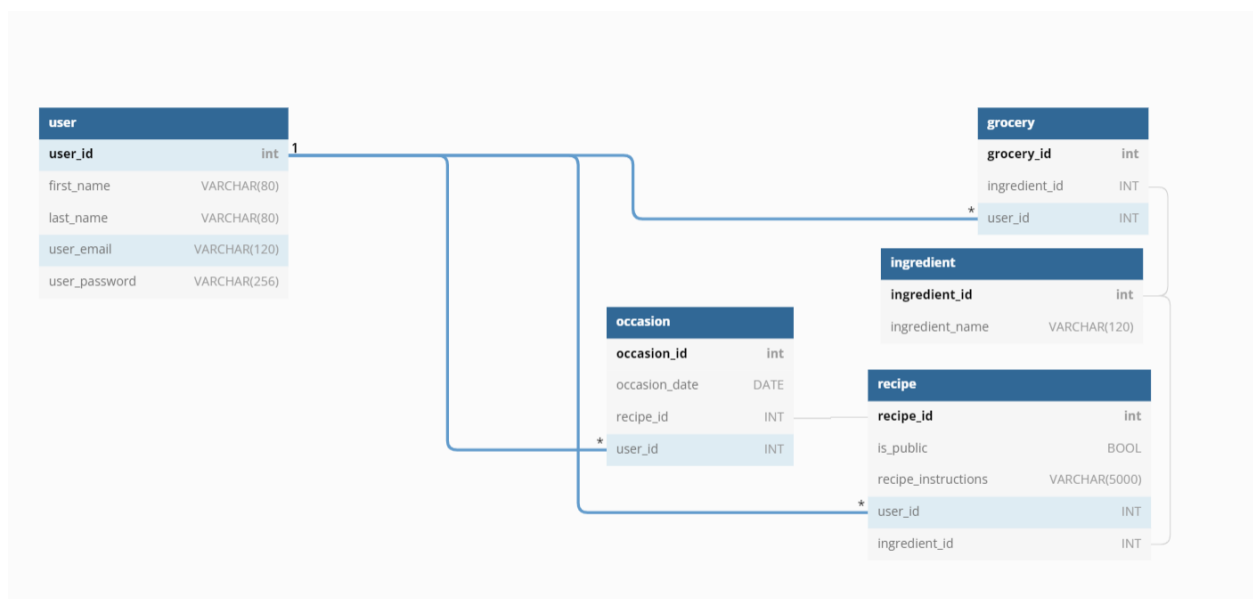 user
user_id int
first_name VARCHAR(80)
last_name VARCHAR(80)
user_email VARCHAR(120)
user_password VARCHAR(256)
1
grocery
grocery_id int
ingredient_id INT
* user_id INT
ingredient
ingredient_id int
ingredient_name VARCHAR(120)
occasion
occasion_id int
occasion_date DATE
recipe_id INT
* user_id INT
recipe
recipe_id int
is_public BOOL
recipe_instructions VARCHAR(5000)
* user_id INT
ingredient_id INT